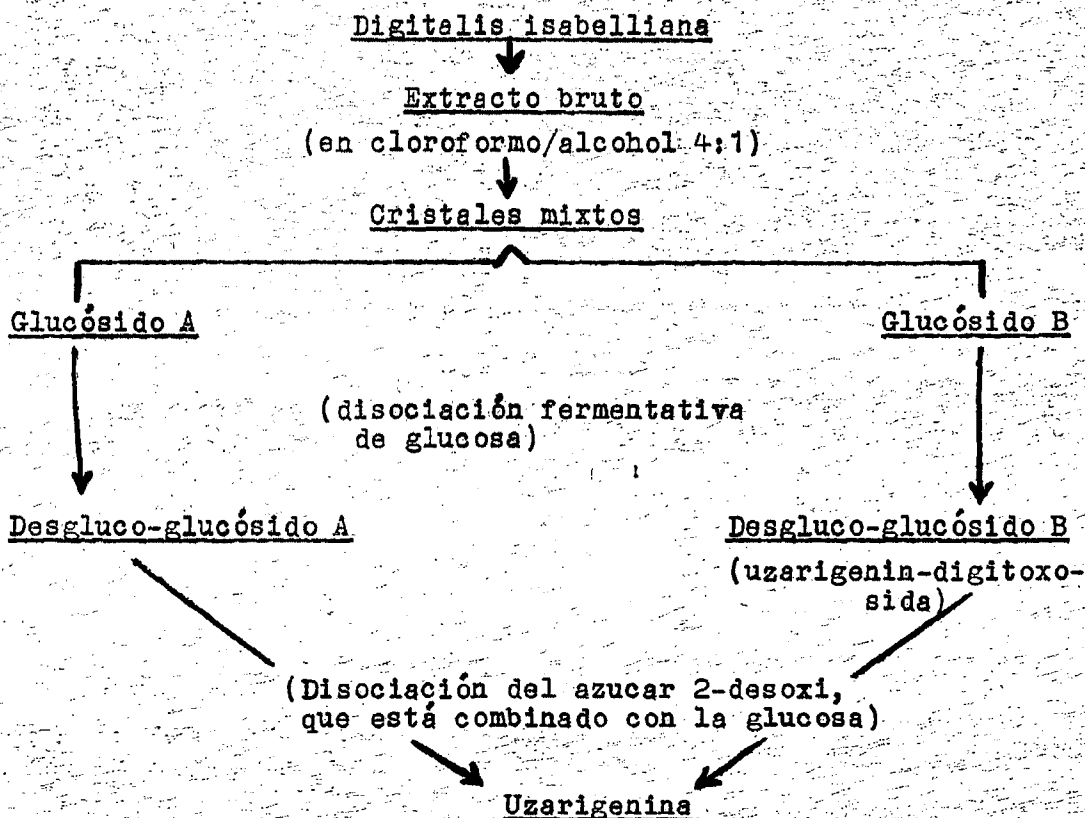 Digitalis isabelliana
Extracto bruto
(en cloroformo/alcohol 4:1)
Cristales mixtos
Glucósido A
Glucósido B
(disociación fermentativa
de glucosa)
Desgluco-glucósido A
Desgluco-glucósido B
(uzarigenin-digitoxo-
sida)
(Disociación del azucar 2-desoxi,
que está combinado con la glucosa)
Uzarigenina